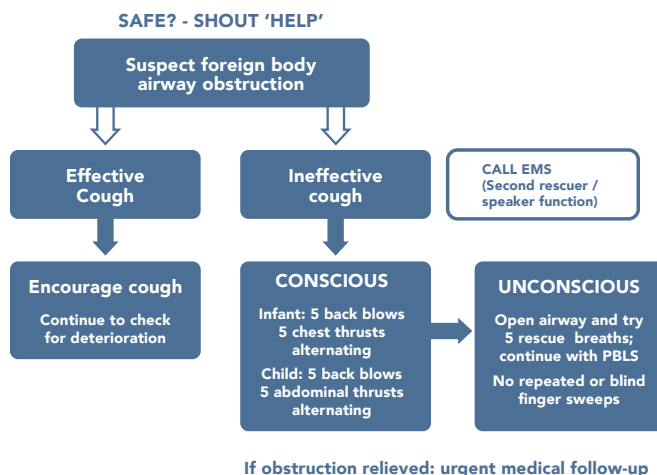 SAFE? - SHOUT ‘HELP’
Suspect foreign body
airway obstruction
Effective
Cough
Ineffective
cough
CALL EMS
(Second rescuer /
speaker function)
Encourage cough
Continue to check
for deterioration
CONSCIOUS
Infant: 5 back blows
5 chest thrusts
alternating
Child: 5 back blows
5 abdominal thrusts
alternating
UNCONSCIOUS
Open airway and try
5 rescue breaths;
continue with PBLS
No repeated or blind
finger sweeps
If obstruction relieved: urgent medical follow-up